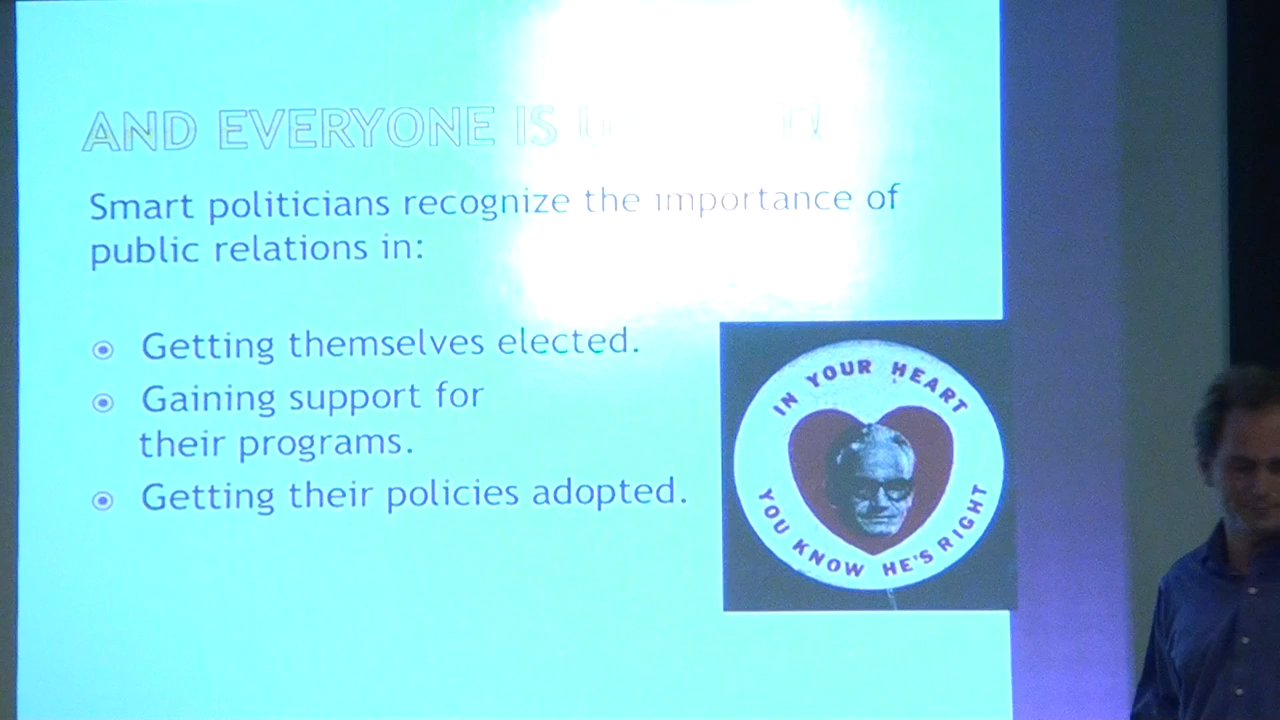 AND EVERYONE IS
Smart politicians recognize the importance of
public relations in:
Getting themselves elected.
Gaining support for
their programs.
Getting their policies adopted.
IN YOUR HEART
YOU KNOW HE'S RIGHT